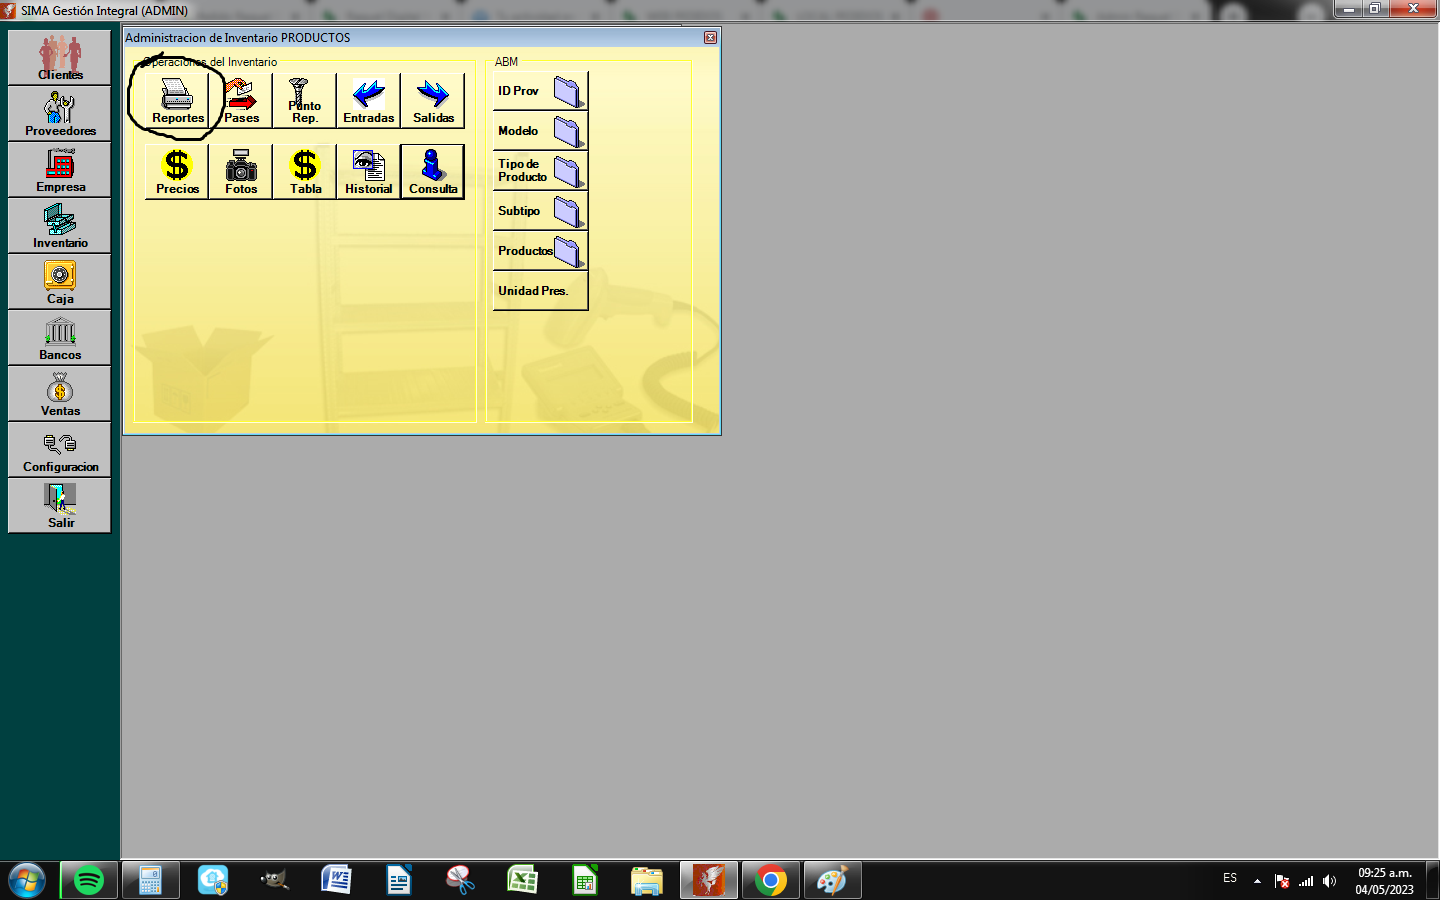 SIMA Gestión Integral (ADMIN)
Clientes
Proveedores
Empresa
Inventario
Caja
Bancos
Ventas
Configuracion
Salir
Administracion de Inventario PRODUCTOS
Operaciones del Inventario
Reportes
Pases
Punto
Rep.
Entradas
Salidas
Precios
Fotos
Tabla
Historial
Consulta
ABM
ID Prov
Modelo
Tipo de
Producto
Subtipo
Productos
Unidad Pres.
ES
09:25 a.m.
04/05/2023